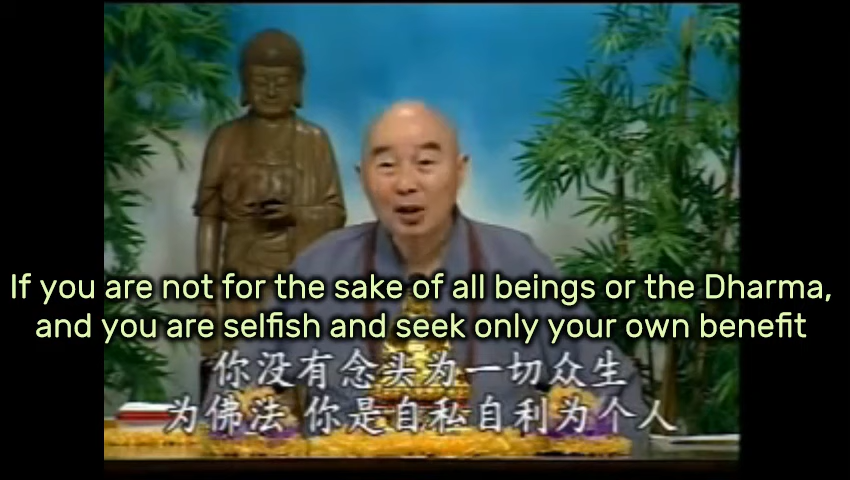 If you are not for the sake of all beings or the Dharma,
and you are selfish and seek only your own benefit
你没有念头为一切众生
为佛法 你是自私自利为个人